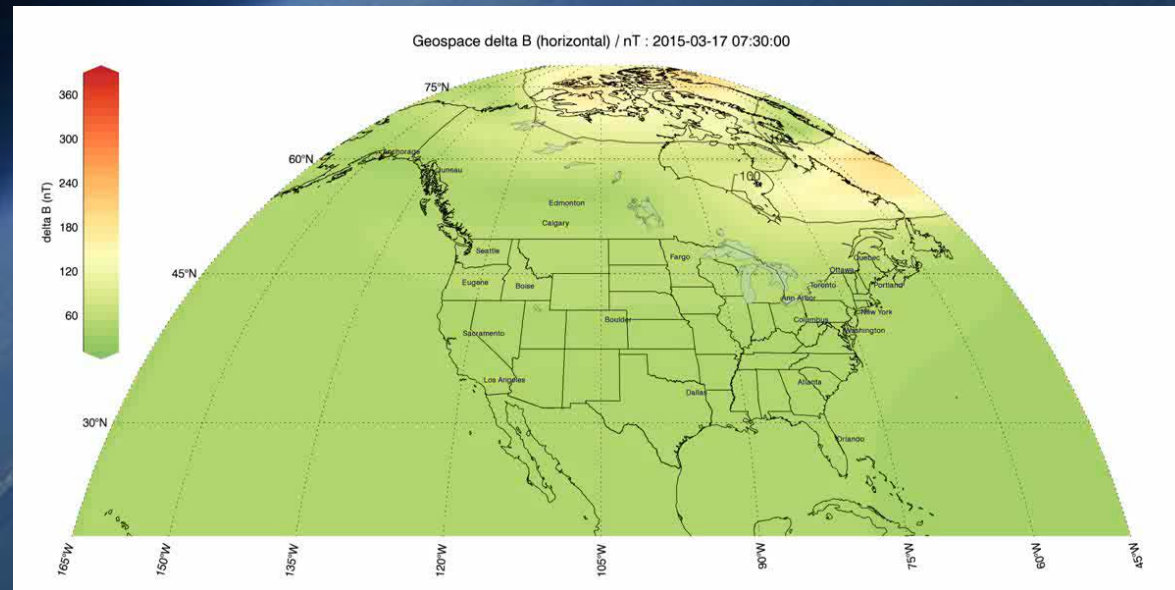 Geospace delta B (horizontal) / nT : 2015-03-17 07:30:00
360
300
240
180
120
60
delta B (nT)
75°N
60°N
45°N
30°N
Anchorage
Juneau
100
Edmonton
Calgary
Seattle
Fargo
Quebec
Ottawa
Eugene
Boise
Toronto
Portland
Ann Arbor
New York
Boulder
Columbus
Washington
Sacramento
Los Angeles
Atlanta
Dallas
Orlando
165°W
150°W
135°W
120°W
105°W
90°W
75°W
60°W
45°W